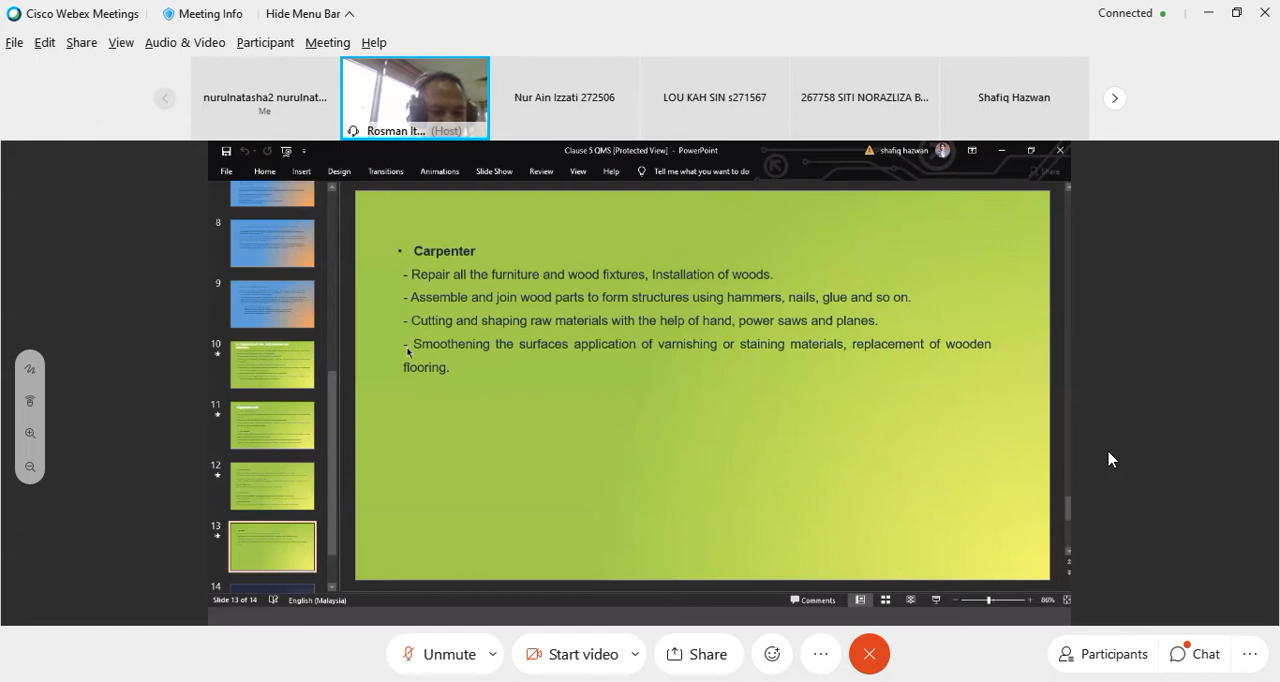 Cisco Webex Meetings
Meeting Info
Hide Menu Bar
Connected
File Edit Share View Audio & Video Participant Meeting Help
nurulnatasha2 nurulnat...
Me
Rosman It... (Host)
Nur Ain Izzati 272506
LOU KAH SIN s271567
267758 SITI NORAZLIZA B...
Shafiq Hazwan
Clause 5 QMS [Protected View] - PowerPoint
shafiq hazwan
File Home Insert Design Transitions Animations Slide Show Review View Help Tell me what you want to do Share
8
9
10
11
12
13
14
• Carpenter
- Repair all the furniture and wood fixtures, Installation of woods.
- Assemble and join wood parts to form structures using hammers, nails, glue and so on.
- Cutting and shaping raw materials with the help of hand, power saws and planes.
- Smoothening the surfaces application of varnishing or staining materials, replacement of wooden
flooring.
Slide 13 of 14 English (Malaysia) Comments 86%
Unmute Start video Share Participants Chat